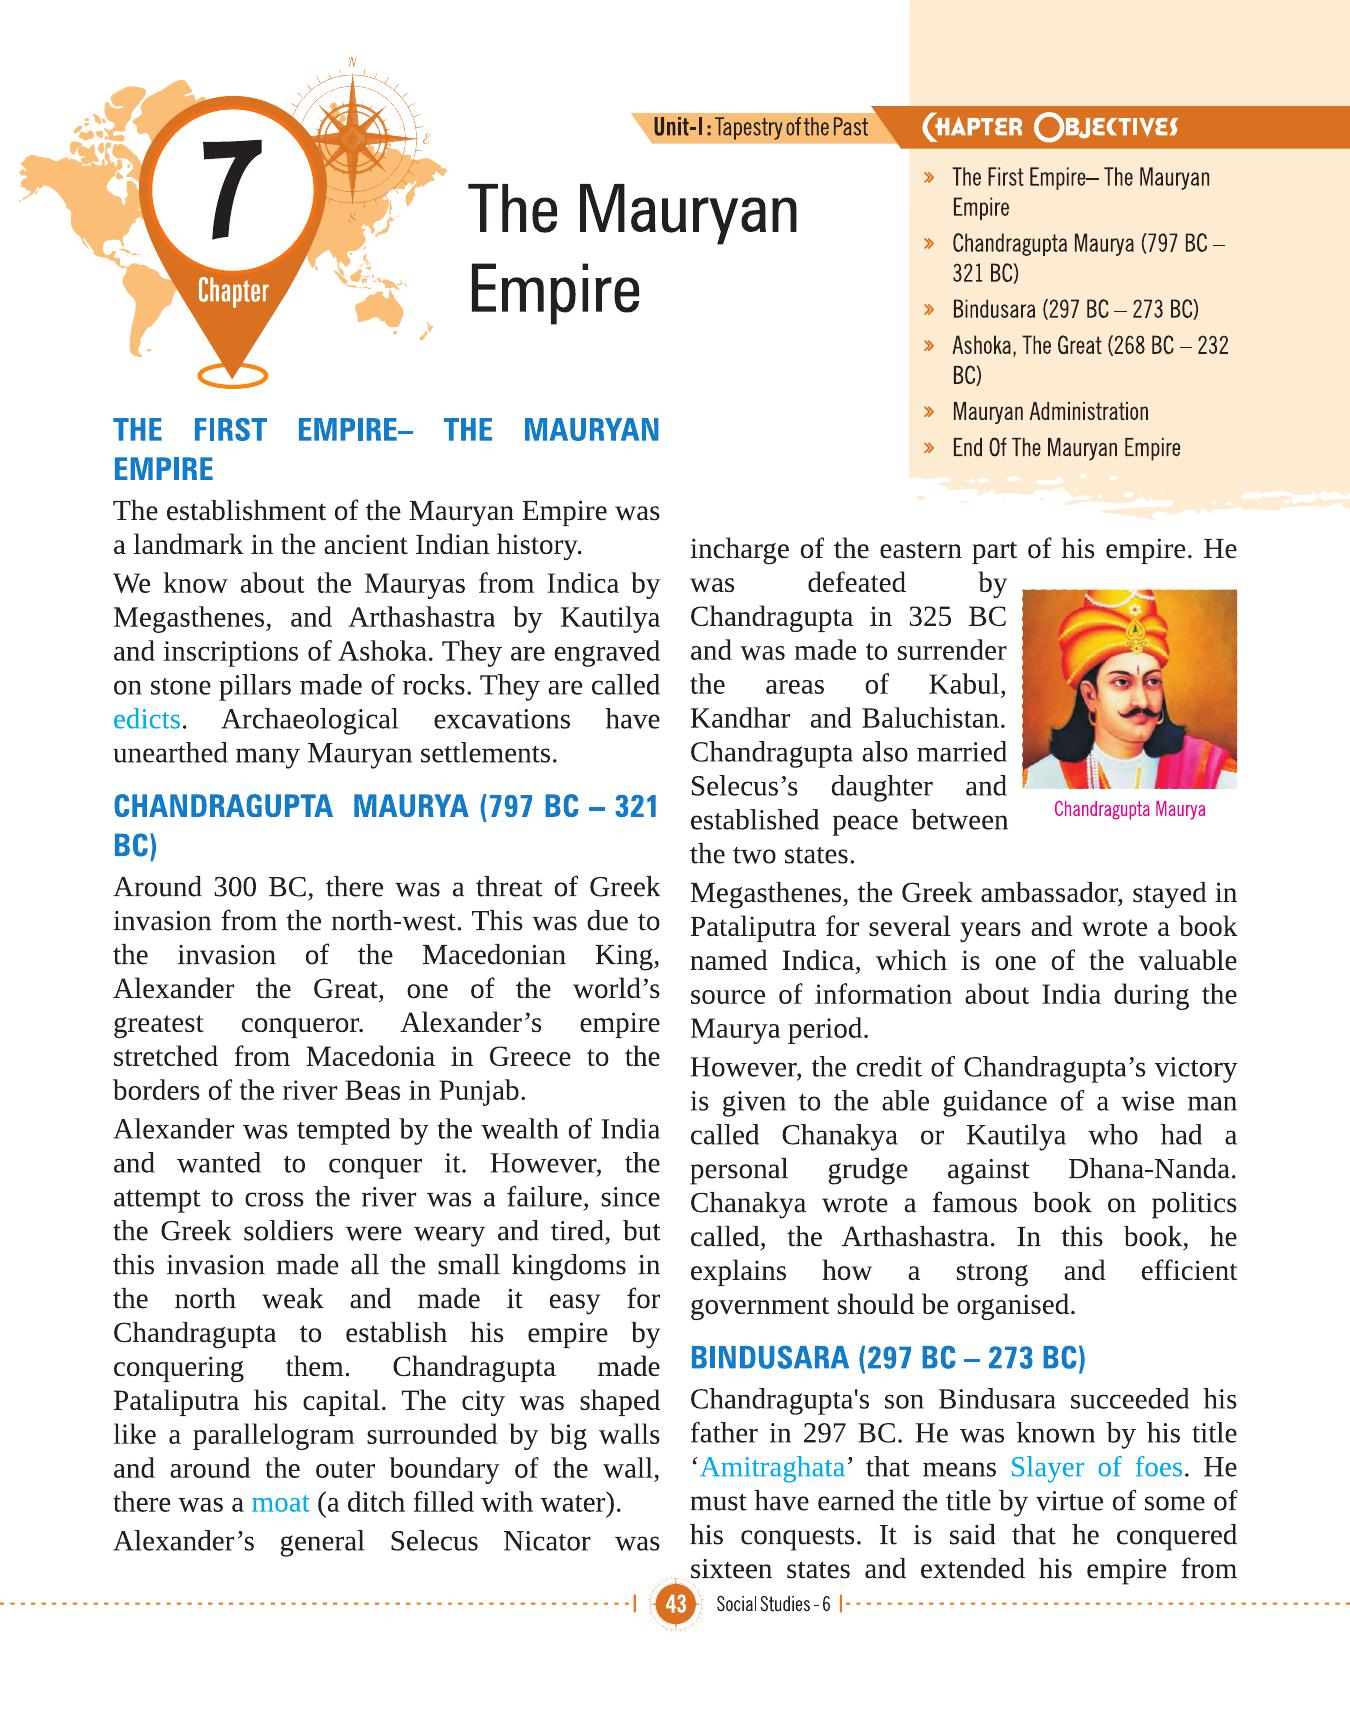 N
E
S
7
Chapter
The Mauryan
Empire
Unit-I : Tapestry of the Past
CHAPTER OBJECTIVES
» The First Empire– The Mauryan
Empire
» Chandragupta Maurya (797 BC –
321 BC)
» Bindusara (297 BC – 273 BC)
» Ashoka, The Great (268 BC – 232
BC)
» Mauryan Administration
» End Of The Mauryan Empire
THE FIRST EMPIRE– THE MAURYAN
EMPIRE
The establishment of the Mauryan Empire was
a landmark in the ancient Indian history.
We know about the Mauryas from Indica by
Megasthenes, and Arthashastra by Kautilya
and inscriptions of Ashoka. They are engraved
on stone pillars made of rocks. They are called
edicts. Archaeological excavations have
unearthed many Mauryan settlements.
CHANDRAGUPTA MAURYA (797 BC – 321
BC)
Around 300 BC, there was a threat of Greek
invasion from the north-west. This was due to
the invasion of the Macedonian King,
Alexander the Great, one of the world’s
greatest conqueror. Alexander’s empire
stretched from Macedonia in Greece to the
borders of the river Beas in Punjab.
Alexander was tempted by the wealth of India
and wanted to conquer it. However, the
attempt to cross the river was a failure, since
the Greek soldiers were weary and tired, but
this invasion made all the small kingdoms in
the north weak and made it easy for
Chandragupta to establish his empire by
conquering them. Chandragupta made
Pataliputra his capital. The city was shaped
like a parallelogram surrounded by big walls
and around the outer boundary of the wall,
there was a moat (a ditch filled with water).
Alexander’s general Selecus Nicator was
incharge of the eastern part of his empire. He
was defeated by
Chandragupta in 325 BC
and was made to surrender
the areas of Kabul,
Kandhar and Baluchistan.
Chandragupta also married
Selecus’s daughter and
established peace between
the two states.
Chandragupta Maurya
Megasthenes, the Greek ambassador, stayed in
Pataliputra for several years and wrote a book
named Indica, which is one of the valuable
source of information about India during the
Maurya period.
However, the credit of Chandragupta’s victory
is given to the able guidance of a wise man
called Chanakya or Kautilya who had a
personal grudge against Dhana-Nanda.
Chanakya wrote a famous book on politics
called, the Arthashastra. In this book, he
explains how a strong and efficient
government should be organised.
BINDUSARA (297 BC – 273 BC)
Chandragupta's son Bindusara succeeded his
father in 297 BC. He was known by his title
‘Amitraghata’ that means Slayer of foes. He
must have earned the title by virtue of some of
his conquests. It is said that he conquered
sixteen states and extended his empire from
43
Social Studies - 6